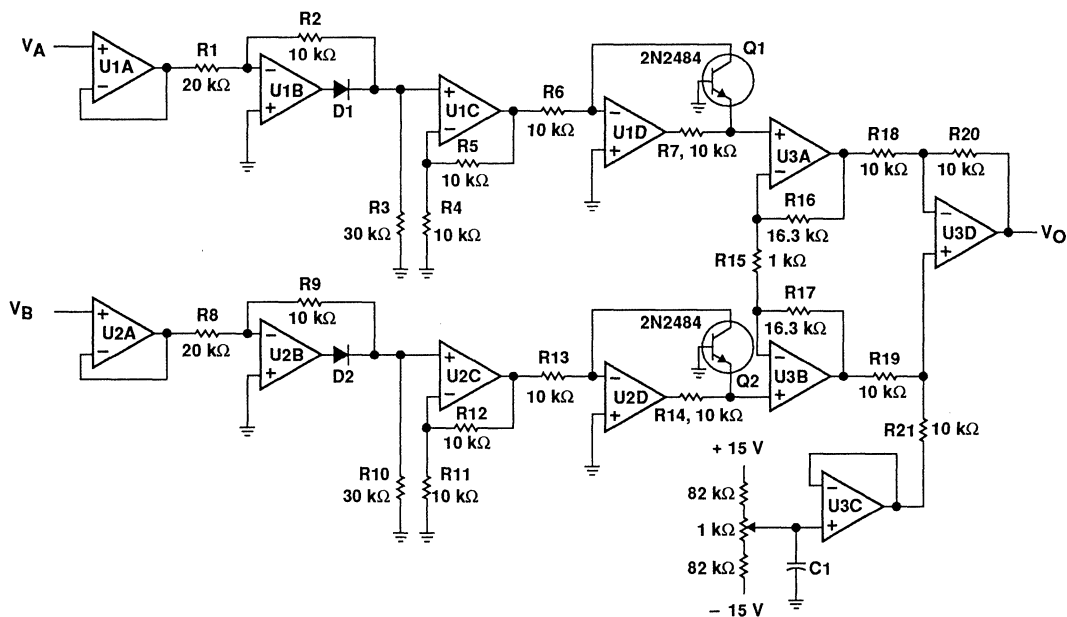 VA
U1A
R1
20 kΩ
R2
10 kΩ
U1B
D1
U1C
R5
10 kΩ
R3
30 kΩ
R4
10 kΩ
R6
10 kΩ
U1D
2N2484
Q1
R7, 10 kΩ
U3A
R16
16.3 kΩ
R15
1 kΩ
R18
10 kΩ
R20
10 kΩ
U3D
VO
VB
U2A
R8
20 kΩ
R9
10 kΩ
U2B
D2
U2C
R12
10 kΩ
R10
30 kΩ
R11
10 kΩ
R13
10 kΩ
U2D
2N2484
Q2
R14, 10 kΩ
R17
16.3 kΩ
U3B
R19
10 kΩ
R21
10 kΩ
+ 15 V
82 kΩ
1 kΩ
82 kΩ
− 15 V
U3C
C1
+
−
−
+
+
−
−
+
+
−
−
+
+
−
−
+
+
−
−
+
+
−
−
+
−
+